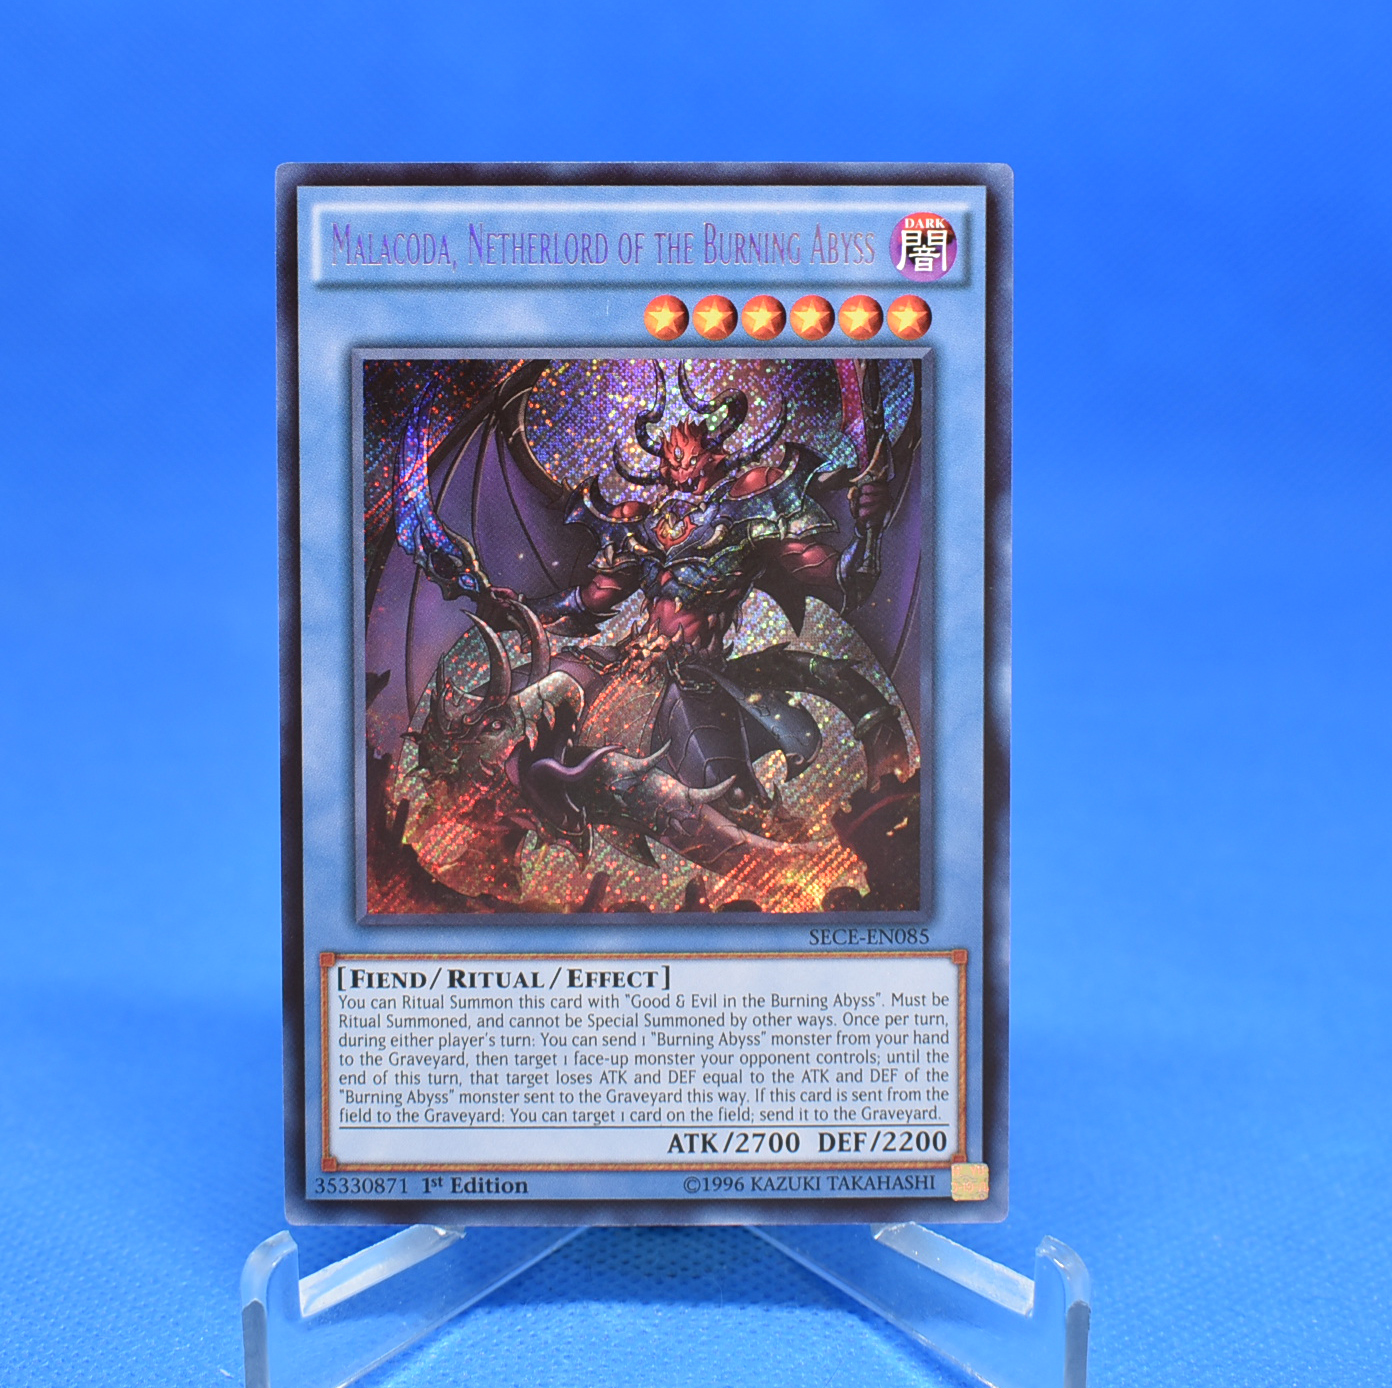 Malacoda, Netherlord of the Burning Abyss
DARK
闇
SECE-EN085
[Fiend/Ritual/Effect]
You can Ritual Summon this card with "Good & Evil in the Burning Abyss". Must be
Ritual Summoned, and cannot be Special Summoned by other ways. Once per turn,
during either player's turn: You can send 1 "Burning Abyss" monster from your hand
to the Graveyard, then target 1 face-up monster your opponent controls; until the
end of this turn, that target loses ATK and DEF equal to the ATK and DEF of the
"Burning Abyss" monster sent to the Graveyard this way. If this card is sent from the
field to the Graveyard: You can target 1 card on the field; send it to the Graveyard.
ATK/2700 DEF/2200
35330871 1st Edition
©1996 KAZUKI TAKAHASHI